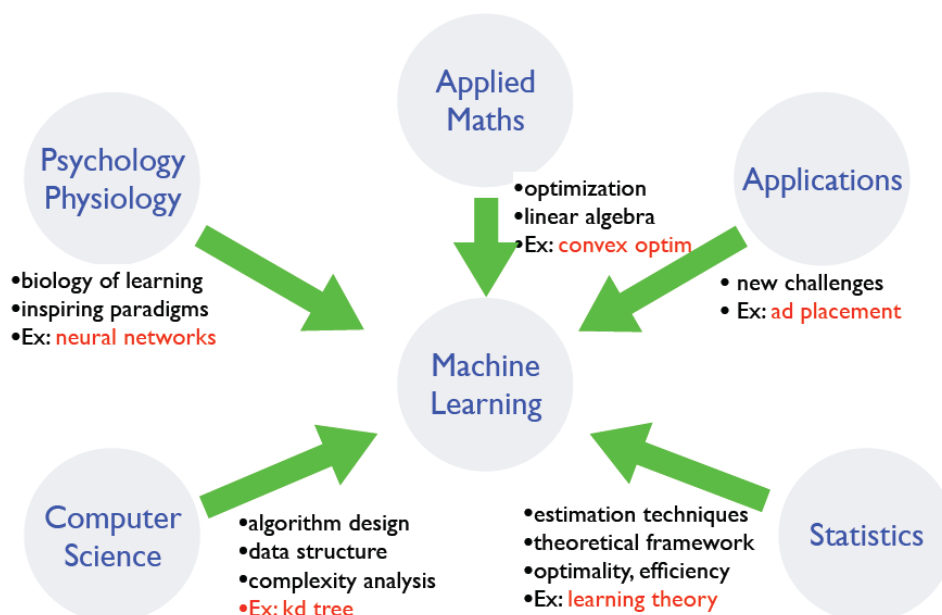 Applied
Maths
Psychology
Physiology
Applications
•optimization
•linear algebra
•Ex: convex optim
•biology of learning
•inspiring paradigms
•Ex: neural networks
• new challenges
• Ex: ad placement
Machine
Learning
Computer
Science
•algorithm design
•data structure
•complexity analysis
•Ex: kd tree
•estimation techniques
•theoretical framework
•optimality, efficiency
•Ex: learning theory
Statistics